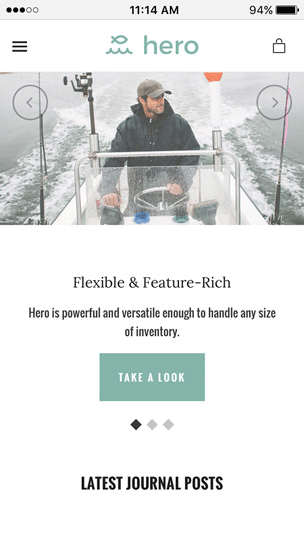 11:14 AM
94%
hero
Flexible & Feature-Rich
Hero is powerful and versatile enough to handle any size
of inventory.
TAKE A LOOK
LATEST JOURNAL POSTS